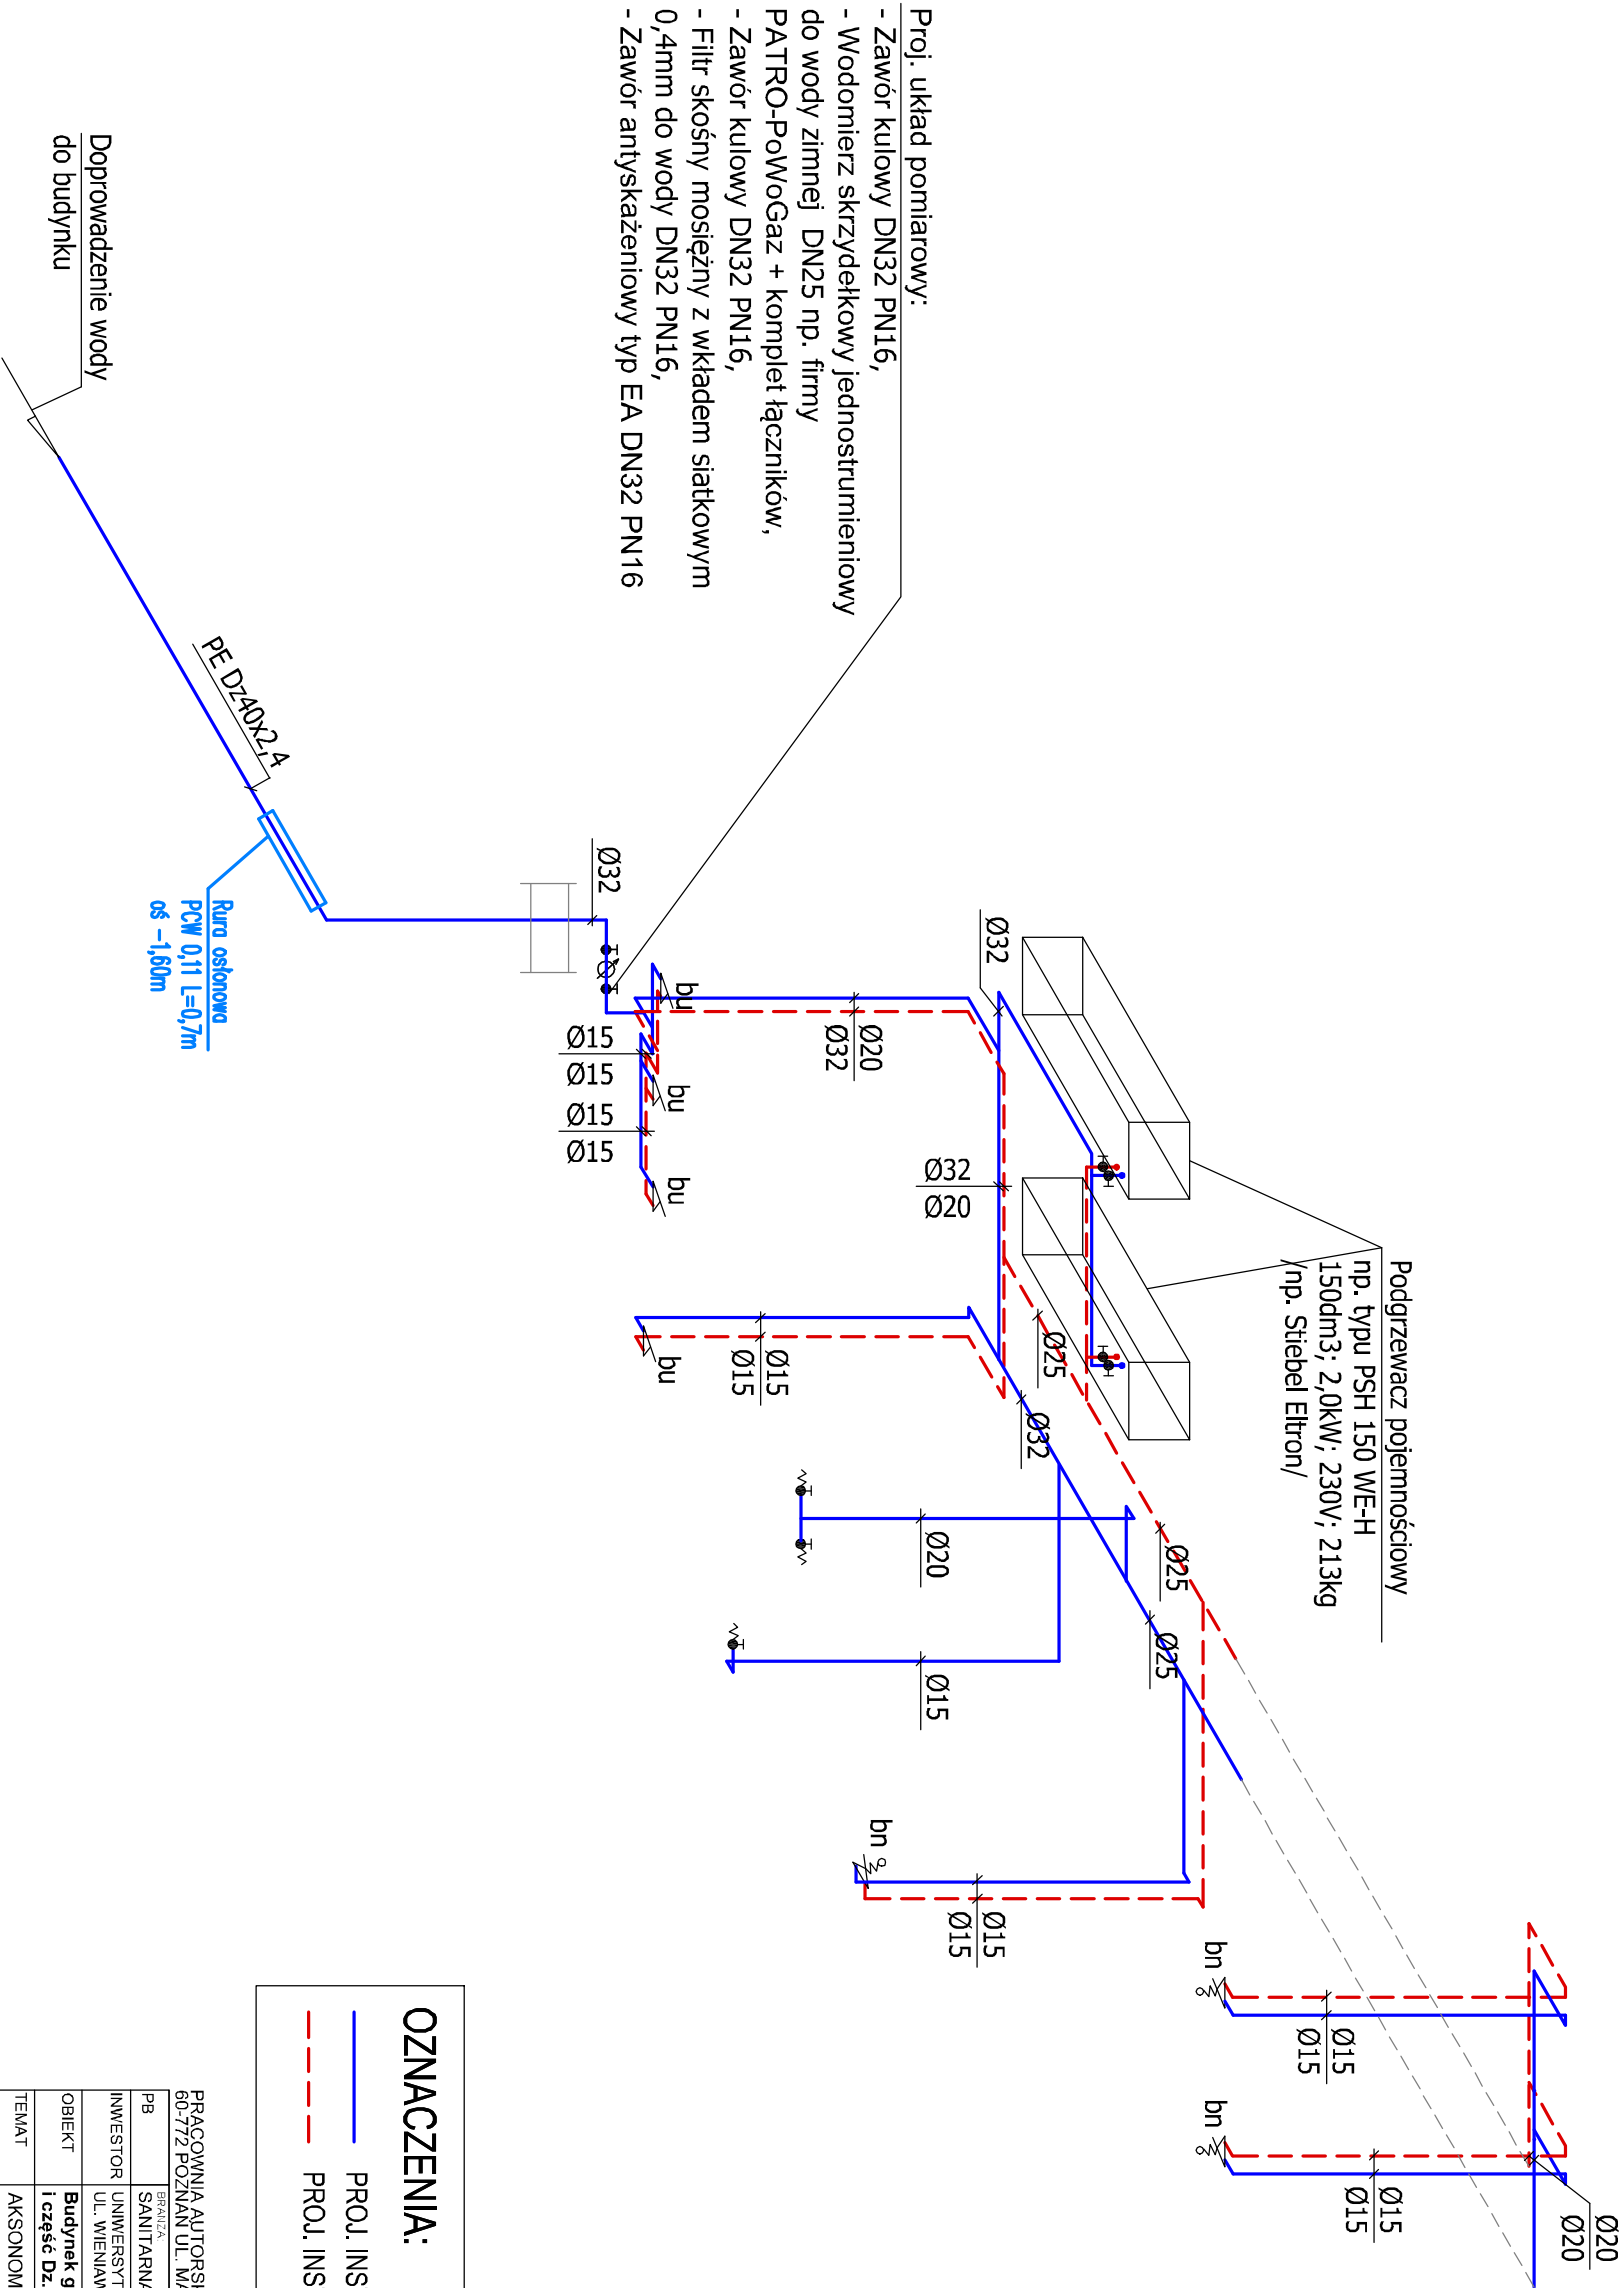 Proj. układ pomiarowy:
- Zawór kulowy DN32 PN16,
- Wodomierz skrzydełkowy jednostrumieniowy
do wody zimnej DN25 np. firmy
PATRO-PoWoGaz + komplet łączników,
- Zawór kulowy DN32 PN16,
- Filtr skośny mosiężny z wkładem siatkowym
0,4mm do wody DN32 PN16,
- Zawór antyskażeniowy typ EA DN32 PN16
Doprowadzenie wody
do budynku
PE Dz40x2,4
Rura osłonowa
PCW 0,11 L=0,7m
oś -1,60m
Ø32
bu
Ø15
Ø15
bu
Ø15
Ø15
bu
Ø20
Ø32
Ø32
Ø32
Ø20
Podgrzewacz pojemnościowy
np. typu PSH 150 WE-H
150dm3; 2,0kW; 230V; 213kg
/np. Stiebel Eltron/
Ø25
Ø32
Ø15
Ø15
bu
Ø20
Ø25
Ø25
Ø15
bn
Ø15
Ø15
bn
Ø15
Ø15
bn
Ø15
Ø15
Ø20
Ø20
OZNACZENIA:
PROJ. INS
PROJ. INS
PRACOWNIA AUTORSK
60-772 POZNAŃ UL. MA
PB
BRANŻA:
SANITARNA
INWESTOR
UNIWERSYT
UL. WIENIAW
OBIEKT
Budynek g
i część Dz.
TEMAT
AKSONOM